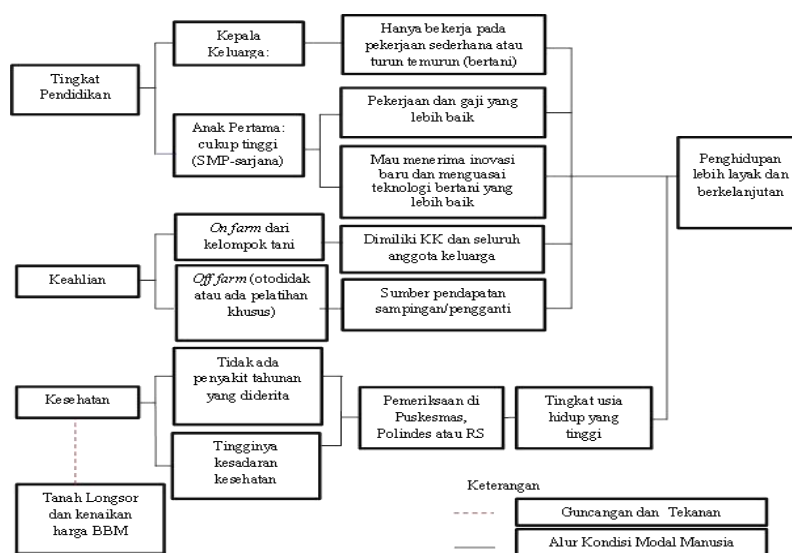 Tingkat
Pendidikan
Kepala
Keluarga:
Hanya bekerja pada
pekerjaan sederhana atau
turun temurun (bertani)
Anak Pertama:
cukup tinggi
(SMP-sarjana)
Pekerjaan dan gaji yang
lebih baik
Mau menerima inovasi
baru dan menguasai
teknologi bertani yang
lebih baik
Penghidupan
lebih layak dan
berkelanjutan
Keahlian
On farm dari
kelompok tani
Dimiliki KK dan seluruh
anggota keluarga
Off farm (otodidak
atau ada pelatihan
khusus)
Sumber pendapatan
sampingan/pengganti
Kesehatan
Tidak ada
penyakit tahunan
yang diderita
Tingginya
kesadaran
kesehatan
Pemeriksaan di
Puskesmas,
Polindes atau RS
Tingkat usia
hidup yang
tinggi
Tanah Longsor
dan kenaikan
harga BBM
Keterangan
Guncangan dan Tekanan
Alur Kondisi Modal Manusia